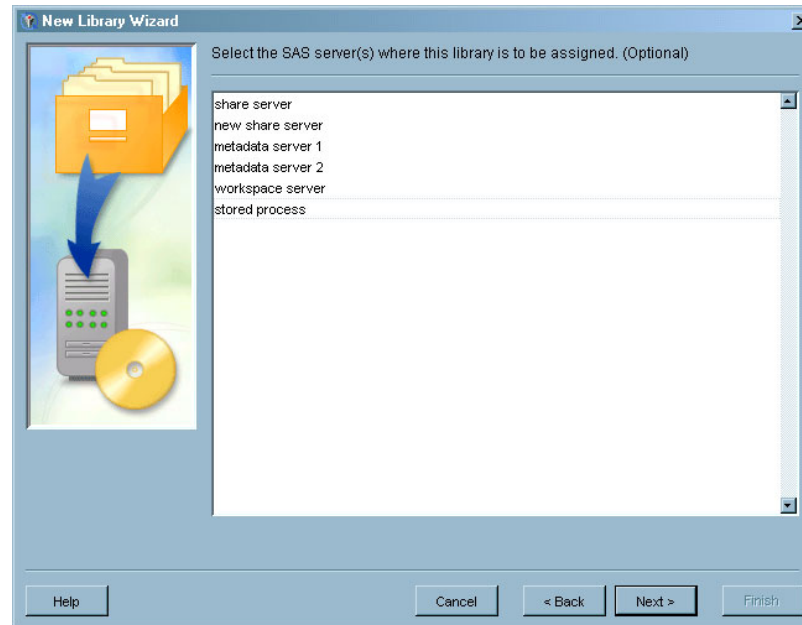 New Library Wizard
Select the SAS server(s) where this library is to be assigned. (Optional)
share server
new share server
metadata server 1
metadata server 2
workspace server
stored process
Help
Cancel
< Back
Next >
Finish